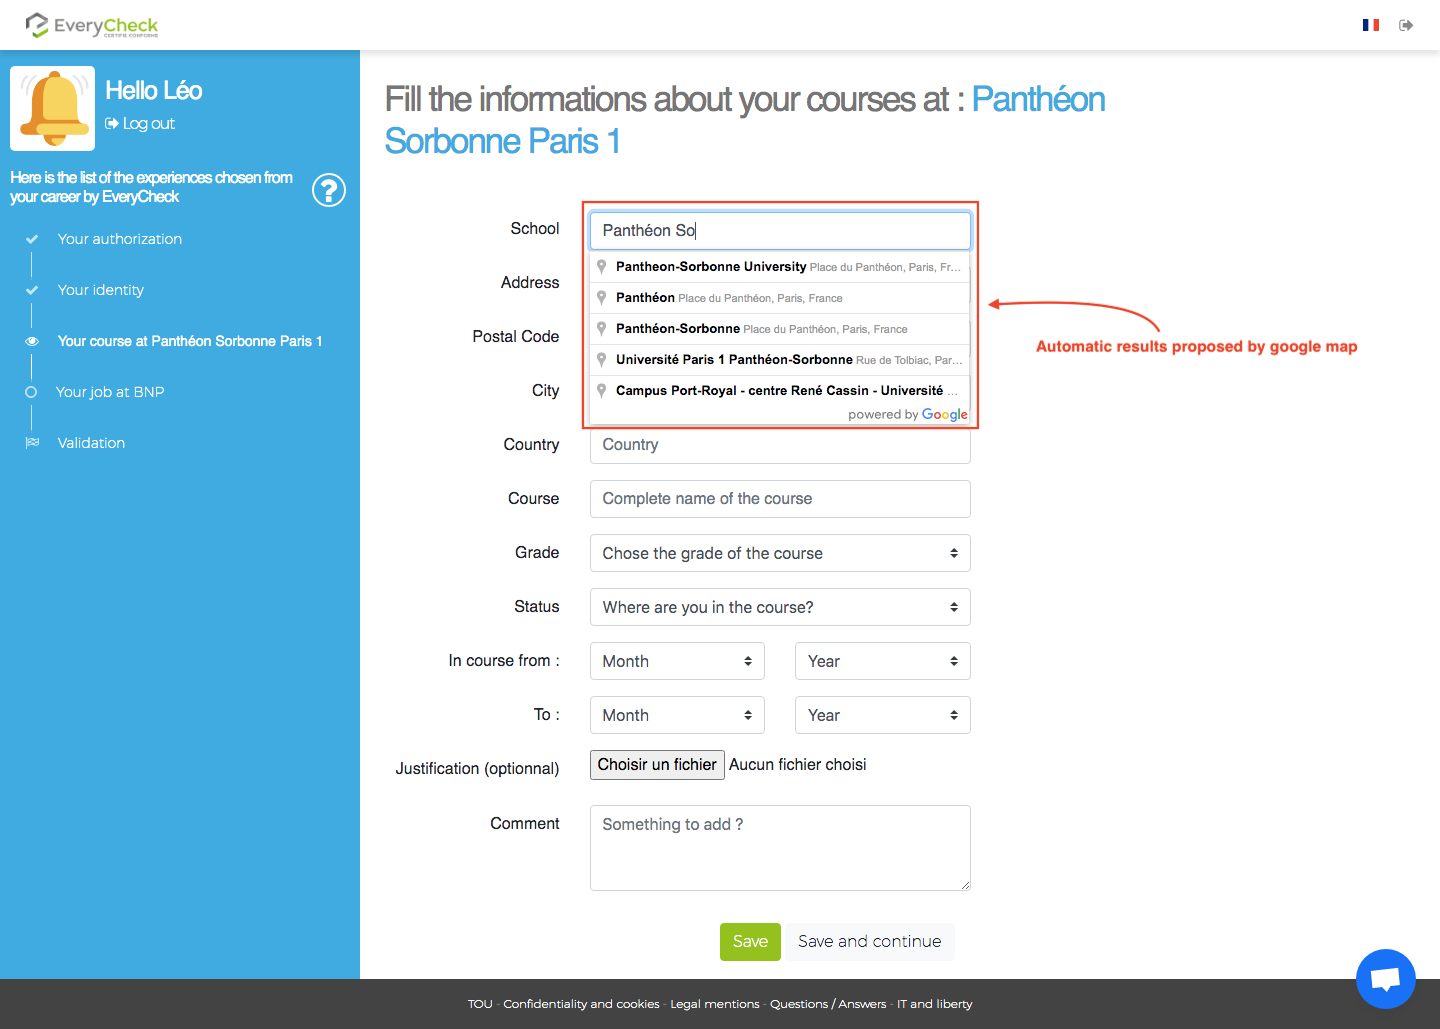 EveryCheck
CERTIFIÉ CONFORME
Hello Léo
Log out
Here is the list of the experiences chosen from
your career by EveryCheck
?
Your authorization
Your identity
Your course at Panthéon Sorbonne Paris 1
Your job at BNP
Validation
Fill the informations about your courses at : Panthéon
Sorbonne Paris 1
School
Panthéon So
Pantheon-Sorbonne University Place du Panthéon, Paris, Fr...
Panthéon Place du Panthéon, Paris, France
Panthéon-Sorbonne Place du Panthéon, Paris, France
Université Paris 1 Panthéon-Sorbonne Rue de Tolbiac, Par...
Campus Port-Royal - centre René Cassin - Université ...
powered by Google
Automatic results proposed by google map
Address
Postal Code
City
Country
Country
Course
Complete name of the course
Grade
Chose the grade of the course
Status
Where are you in the course?
In course from :
Month
Year
To :
Month
Year
Justification (optionnal)
Choisir un fichier Aucun fichier choisi
Comment
Something to add ?
Save
Save and continue
TOU - Confidentiality and cookies - Legal mentions - Questions / Answers - IT and liberty